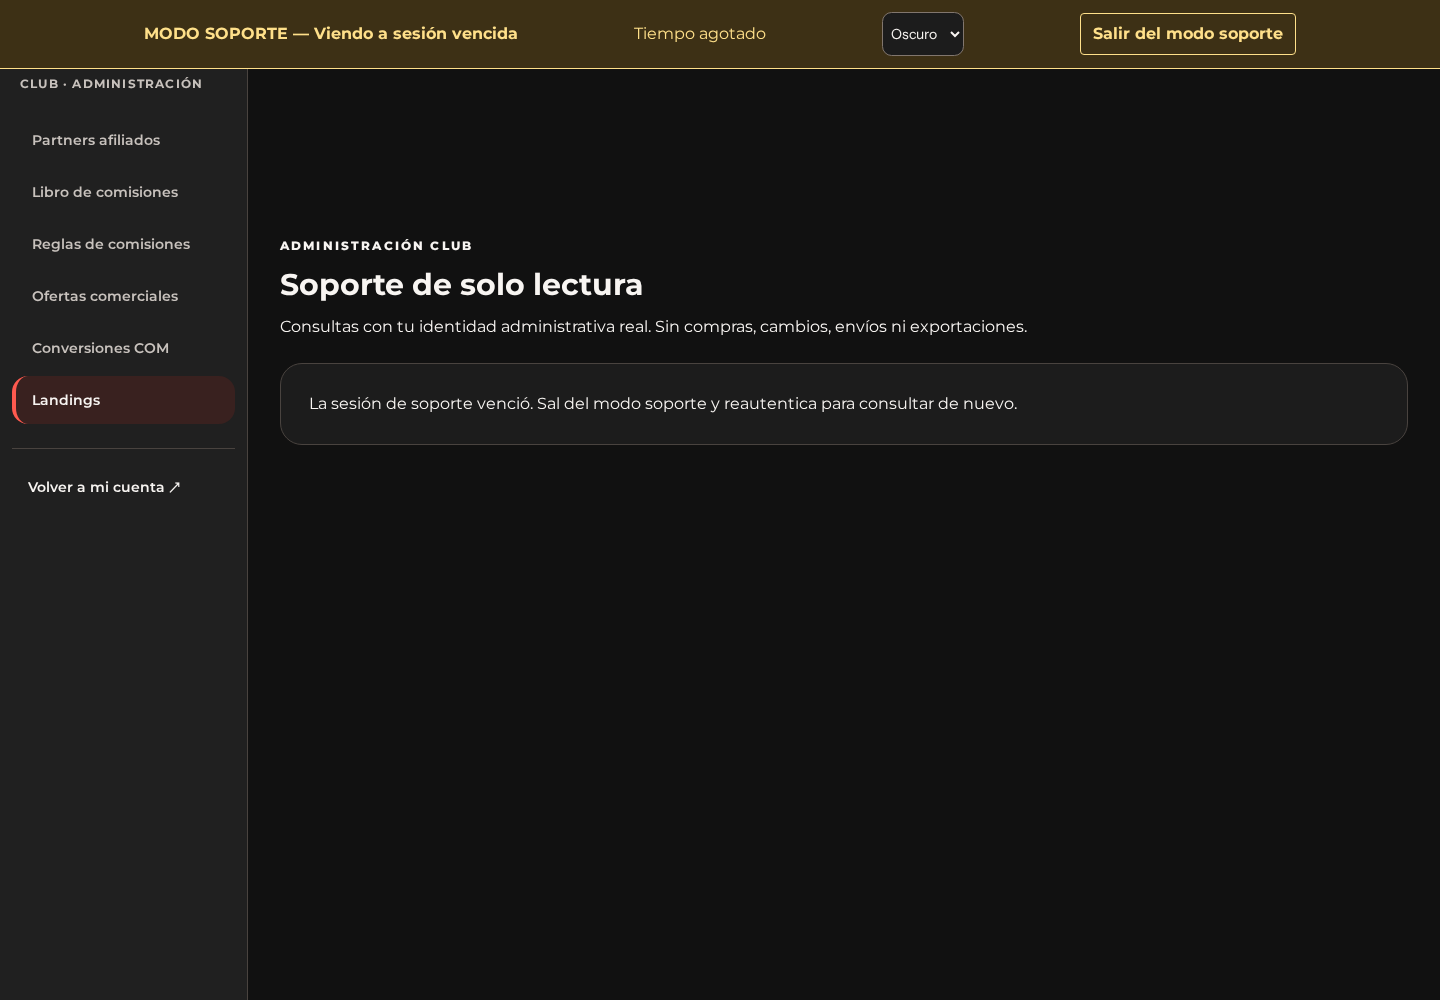 MODO SOPORTE — Viendo a sesión vencida
Tiempo agotado
Oscuro
Salir del modo soporte
CLUB · ADMINISTRACIÓN
Partners afiliados
Libro de comisiones
Reglas de comisiones
Ofertas comerciales
Conversiones COM
Landings
Volver a mi cuenta ↗
ADMINISTRACIÓN CLUB
Soporte de solo lectura
Consultas con tu identidad administrativa real. Sin compras, cambios, envíos ni exportaciones.
La sesión de soporte venció. Sal del modo soporte y reautentica para consultar de nuevo.